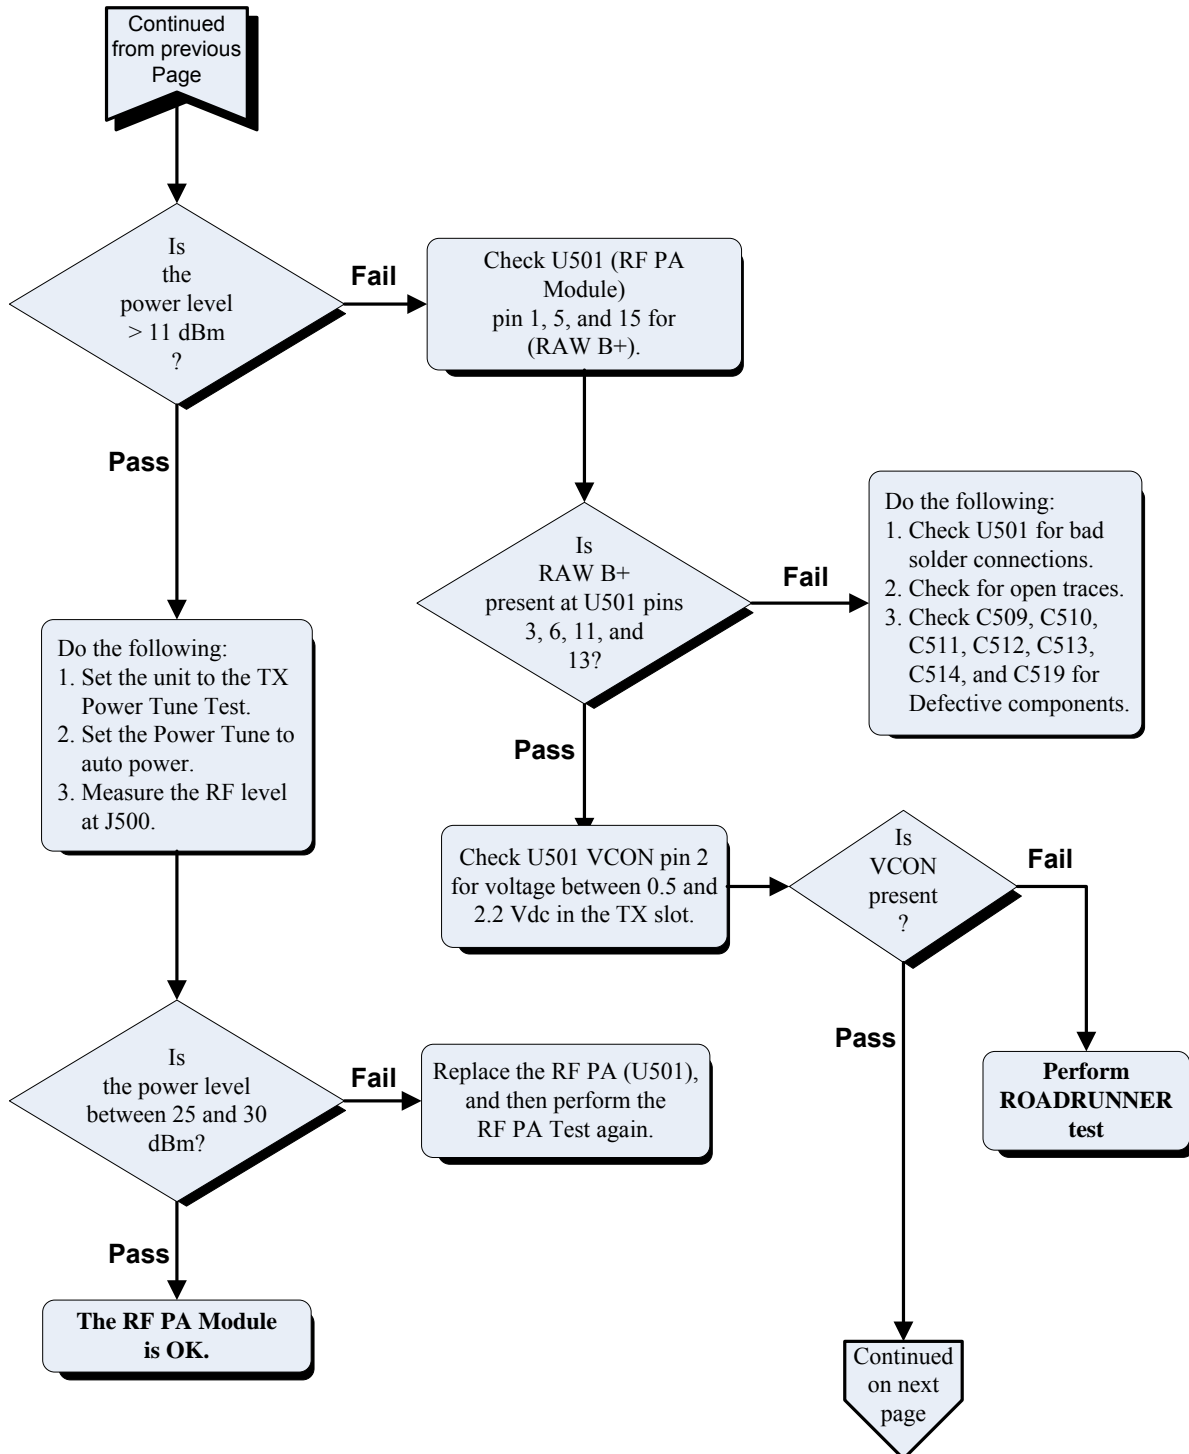 Continued
from previous
Page
Is
the
power level
> 11 dBm
?
Fail
Check U501 (RF PA
Module)
pin 1, 5, and 15 for
(RAW B+).
Pass
Is
RAW B+
present at U501 pins
3, 6, 11, and
13?
Fail
Do the following:
1. Check U501 for bad
solder connections.
2. Check for open traces.
3. Check C509, C510,
C511, C512, C513,
C514, and C519 for
Defective components.
Do the following:
1. Set the unit to the TX
Power Tune Test.
2. Set the Power Tune to
auto power.
3. Measure the RF level
at J500.
Pass
Check U501 VCON pin 2
for voltage between 0.5 and
2.2 Vdc in the TX slot.
Is
VCON
present
?
Fail
Pass
Perform
ROADRUNNER
test
Is
the power level
between 25 and 30
dBm?
Fail
Replace the RF PA (U501),
and then perform the
RF PA Test again.
Pass
The RF PA Module
is OK.
Continued
on next
page